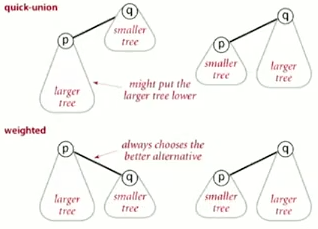 quick-union
q
smaller
tree
p
larger
tree
might put the
larger tree lower
q
p
smaller
tree
larger
tree
weighted
always chooses the
better alternative
p
q
larger
tree
smaller
tree
p
q
smaller
tree
larger
tree